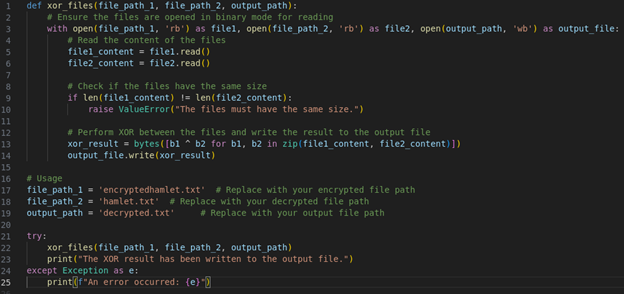 1 def xor_files(file_path_1, file_path_2, output_path):
2     # Ensure the files are opened in binary mode for reading
3     with open(file_path_1, 'rb') as file1, open(file_path_2, 'rb') as file2, open(output_path, 'wb') as output_file:
4         # Read the content of the files
5         file1_content = file1.read()
6         file2_content = file2.read()
7
8         # Check if the files have the same size
9         if len(file1_content) != len(file2_content):
10             raise ValueError("The files must have the same size.")
11
12         # Perform XOR between the files and write the result to the output file
13         xor_result = bytes([b1 ^ b2 for b1, b2 in zip(file1_content, file2_content)])
14         output_file.write(xor_result)
15
16 # Usage
17 file_path_1 = 'encryptedhamlet.txt'  # Replace with your encrypted file path
18 file_path_2 = 'hamlet.txt'  # Replace with your decrypted file path
19 output_path = 'decrypted.txt'     # Replace with your output file path
20
21 try:
22     xor_files(file_path_1, file_path_2, output_path)
23     print("The XOR result has been written to the output file.")
24 except Exception as e:
25     print(f"An error occurred: {e}")